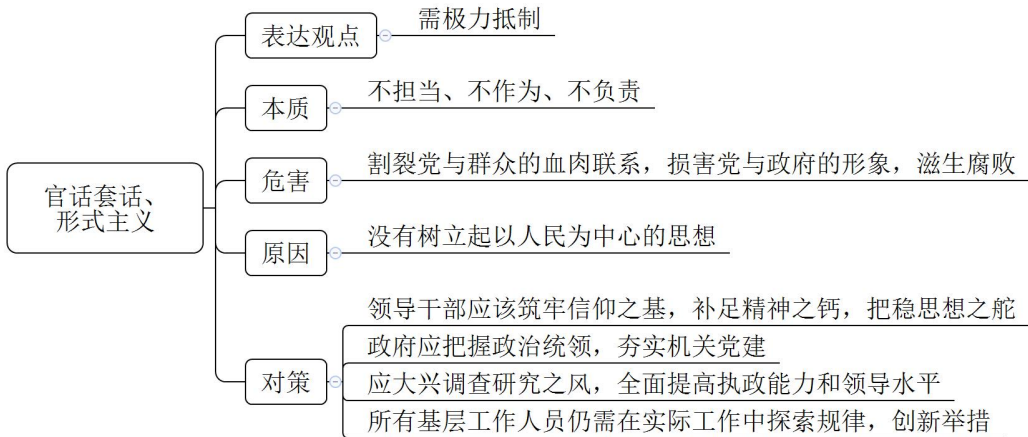 官话套话、
形式主义
表达观点
需极力抵制
本质
不担当、不作为、不负责
危害
割裂党与群众的血肉联系，损害党与政府的形象，滋生腐败
原因
没有树立起以人民为中心的思想
对策
领导干部应该筑牢信仰之基，补足精神之钙，把稳思想之舵
政府应把握政治统领，夯实机关党建
应大兴调查研究之风，全面提高执政能力和领导水平
所有基层工作人员仍需在实际工作中探索规律，创新举措